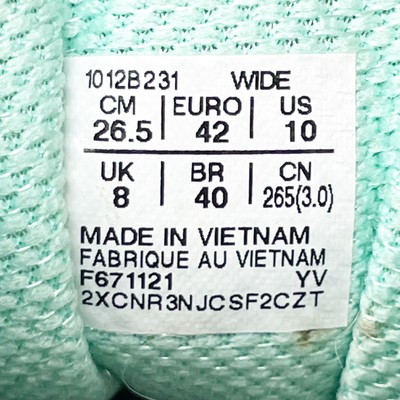 1012B231 WIDE
CM | EURO | US
26.5 | 42 | 10
UK | BR | CN
8 | 40 | 265(3.0)
MADE IN VIETNAM
FABRIQUE AU VIETNAM
F671121 YV
2XCNR3NJCSF2CZT